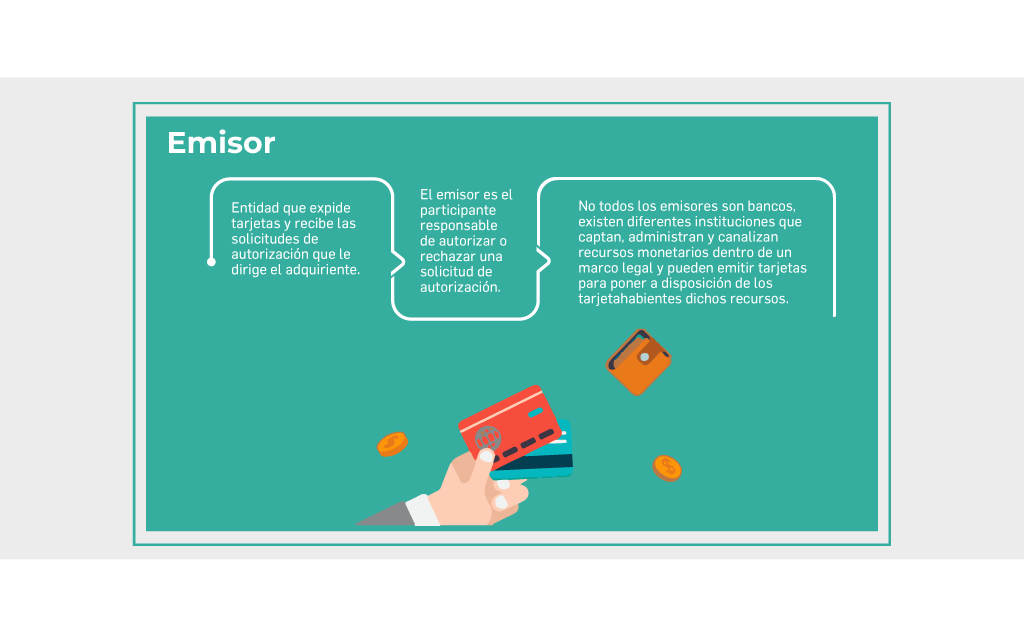 Emisor
Entidad que expide
tarjetas y recibe las
solicitudes de
autorización que le
dirige el adquiriente.
El emisor es el
participante
responsable
de autorizar o
rechazar una
solicitud de
autorización.
No todos los emisores son bancos,
existen diferentes instituciones que
captan, administran y canalizan
recursos monetarios dentro de un
marco legal y pueden emitir tarjetas
para poner a disposición de los
tarjetahabientes dichos recursos.